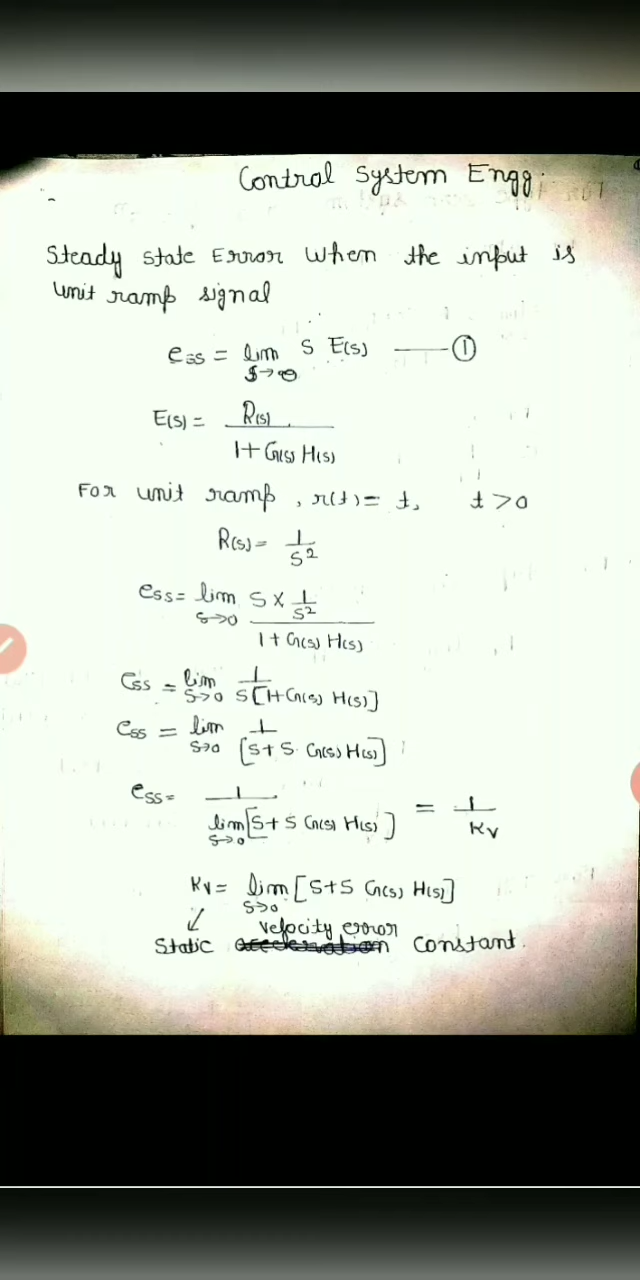 Control System Engg.
Steady state Error when the input is
unit ramp signal
ess = lim S E(s) —— ①
S→∞
E(s) = R(s)
1 + G(s) H(s)
For unit ramp, r(t) = t, t > 0
R(s) = 1/S²
ess = lim S × 1/S²
S→0
1 + G(s) H(s)
ess = lim 1
S→0 S[1+G(s) H(s)]
ess = lim 1
S→0 [S + S G(s) H(s)]
ess = 1 = 1/Kv
lim [S + S G(s) H(s)]
S→0
Kv = lim [S+S G(s) H(s)]
S→0
velocity error
Static acceleration constant.